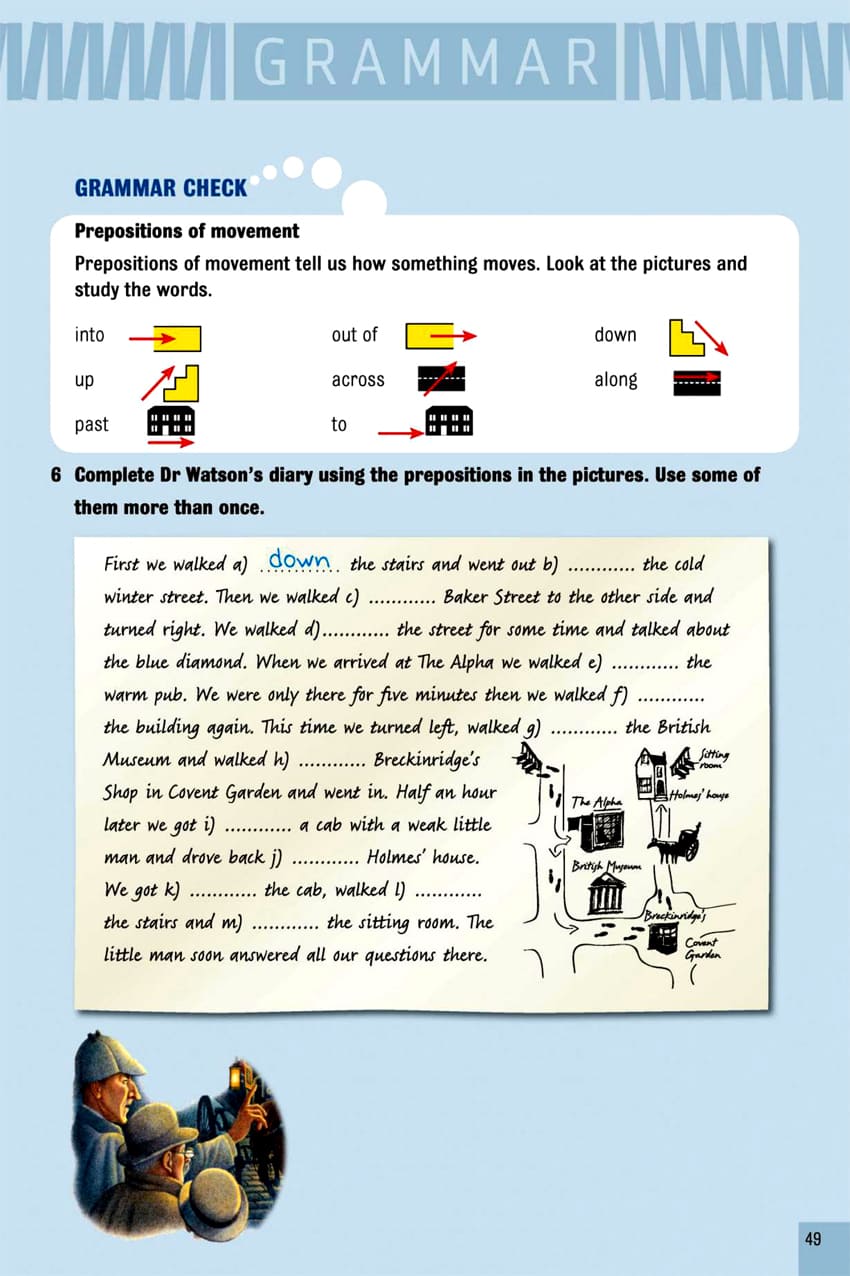 GRAMMAR
GRAMMAR CHECK
Prepositions of movement
Prepositions of movement tell us how something moves. Look at the pictures and
study the words.
into out of down
up across along
past to
6 Complete Dr Watson's diary using the prepositions in the pictures. Use some of
them more than once.
First we walked a) .down. the stairs and went out b) ............ the cold
winter street. Then we walked c) ............ Baker Street to the other side and
turned right. We walked d)............ the street for some time and talked about
the blue diamond. When we arrived at The Alpha we walked e) ............ the
warm pub. We were only there for five minutes then we walked f) ............
the building again. This time we turned left, walked g) ............ the British
Museum and walked h) ............ Breckinridge's
Shop in Covent Garden and went in. Half an hour
later we got i) ............ a cab with a weak little
man and drove back j) ............ Holmes' house.
We got k) ............ the cab, walked l) ............
the stairs and m) ............ the sitting room. The
little man soon answered all our questions there.
Sitting
room
Holmes' house
The Alpha
British Museum
Breckinridge's
Covent
Garden
49